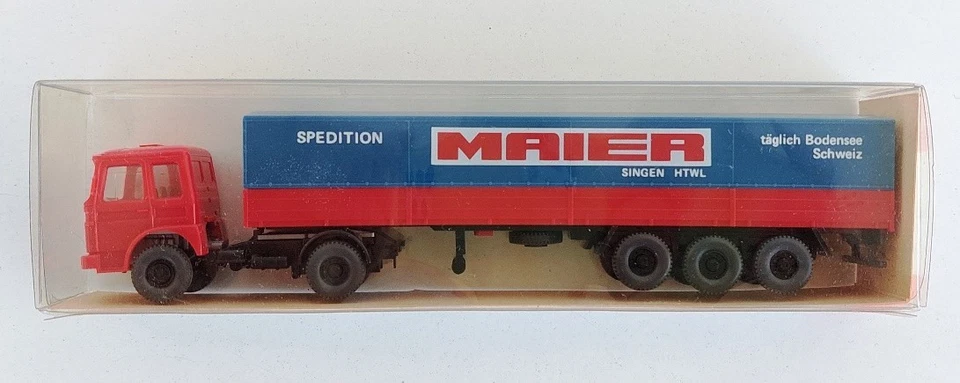 SPEDITION
MAIER
SINGEN HTWL
täglich Bodensee
Schweiz